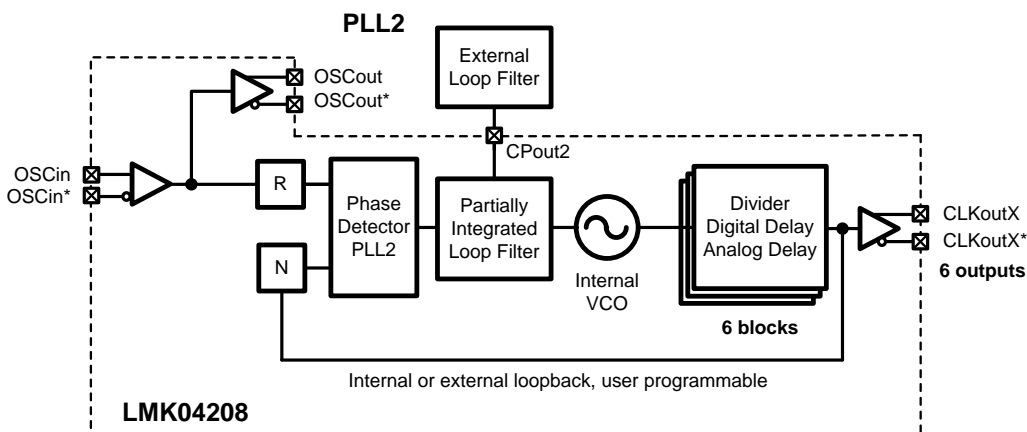 PLL2
External
Loop Filter
OSCout
OSCout*
CPout2
OSCin
OSCin*
R
N
Phase
Detector
PLL2
Partially
Integrated
Loop Filter
Internal
VCO
Divider
Digital Delay
Analog Delay
6 blocks
CLKoutX
CLKoutX*
6 outputs
Internal or external loopback, user programmable
LMK04208